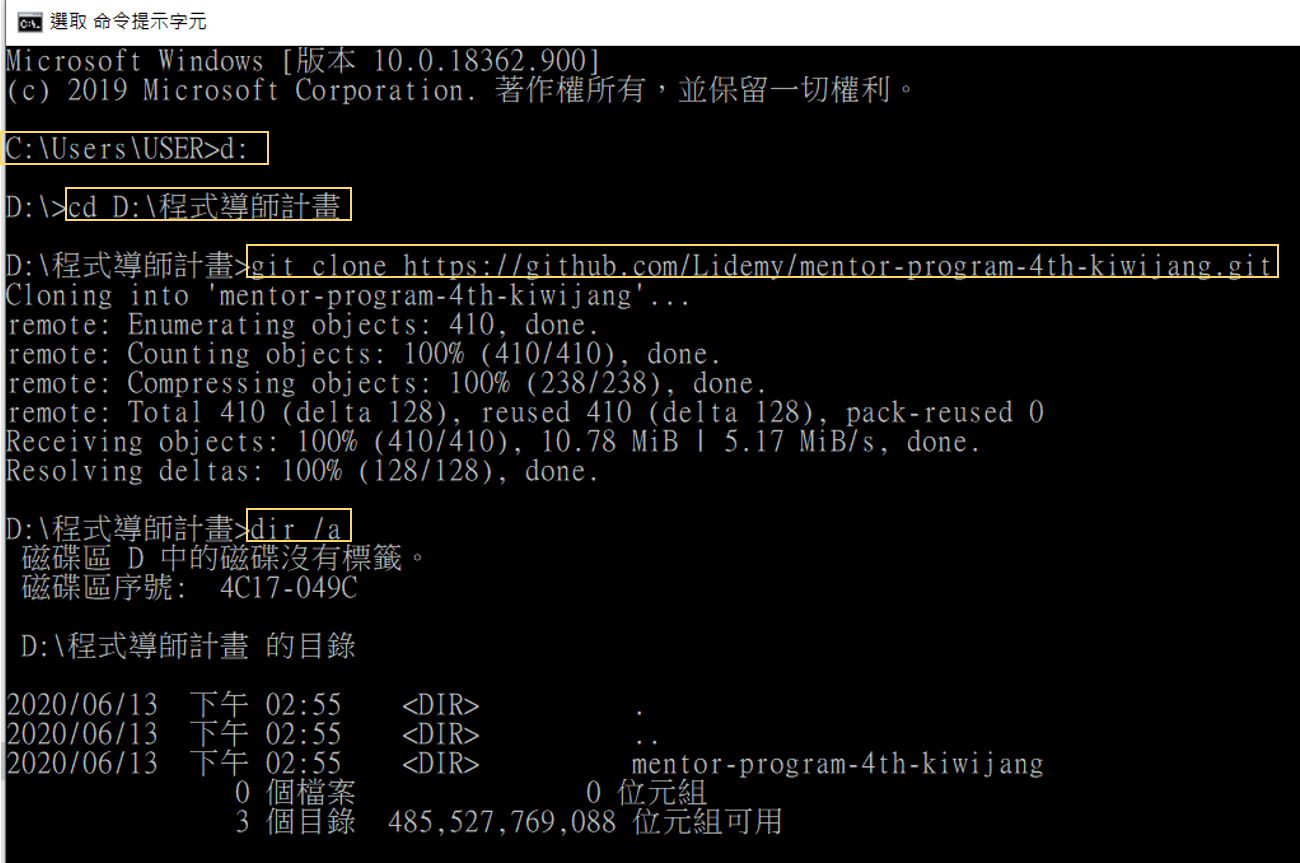 選取 命令提示字元
Microsoft Windows [版本 10.0.18362.900]
(c) 2019 Microsoft Corporation. 著作權所有，並保留一切權利。
C:\Users\USER>d:
D:\>cd D:\程式導師計畫
D:\程式導師計畫>git clone https://github.com/Lidemy/mentor-program-4th-kiwijang.git
Cloning into 'mentor-program-4th-kiwijang'...
remote: Enumerating objects: 410, done.
remote: Counting objects: 100% (410/410), done.
remote: Compressing objects: 100% (238/238), done.
remote: Total 410 (delta 128), reused 410 (delta 128), pack-reused 0
Receiving objects: 100% (410/410), 10.78 MiB | 5.17 MiB/s, done.
Resolving deltas: 100% (128/128), done.
D:\程式導師計畫>dir /a
磁碟區 D 中的磁碟沒有標籤。
磁碟區序號:  4C17-049C
D:\程式導師計畫 的目錄
2020/06/13  下午 02:55    <DIR>          .
2020/06/13  下午 02:55    <DIR>          ..
2020/06/13  下午 02:55    <DIR>          mentor-program-4th-kiwijang
0 個檔案               0 位元組
3 個目錄  485,527,769,088 位元組可用